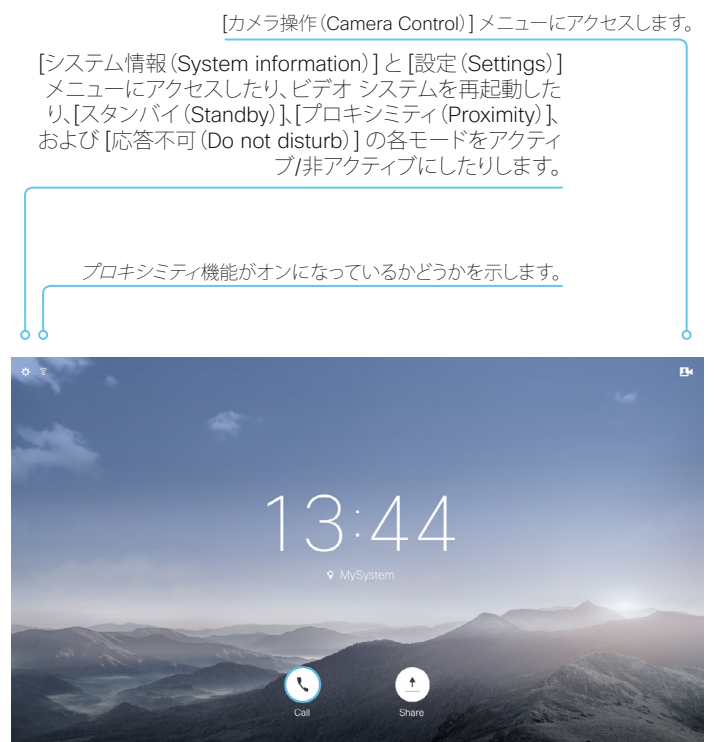 [カメラ操作（Camera Control）] メニューにアクセスします。
[システム情報（System information）] と [設定（Settings）]
メニューにアクセスしたり、ビデオ システムを再起動した
り、[スタンバイ（Standby）]、[プロキシミティ（Proximity）]、
および [応答不可（Do not disturb）] の各モードをアクティ
ブ/非アクティブにしたりします。
プロキシミティ機能がオンになっているかどうかを示します。
13:44
MySystem
Call
Share